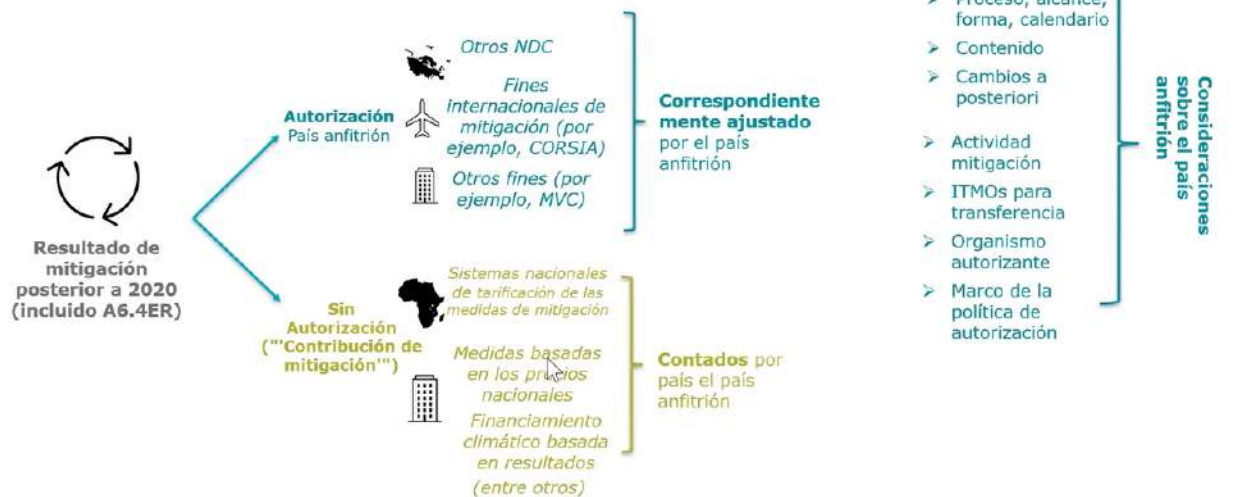 Resultado de
mitigación
posterior a 2020
(incluido A6.4ER)
Autorización
País anfitrión
Otros NDC
Fines
internacionales de
mitigación (por
ejemplo, CORSIA)
Otros fines (por
ejemplo, MVC)
Correspondiente
mente ajustado
por el país
anfitrión
Sin
Autorización
("'Contribución de
mitigación'")
Sistemas nacionales
de tarificación de las
medidas de mitigación
Medidas basadas
en los precios
nacionales
Financiamiento
climático basada
en resultados
(entre otros)
Contados por
país el país
anfitrión
Proceso, alcance,
forma, calendario
Contenido
Cambios a
posteriori
Actividad
mitigación
ITMOs para
transferencia
Organismo
autorizante
Marco de la
política de
autorización
Consideraciones
sobre el país
anfitrión